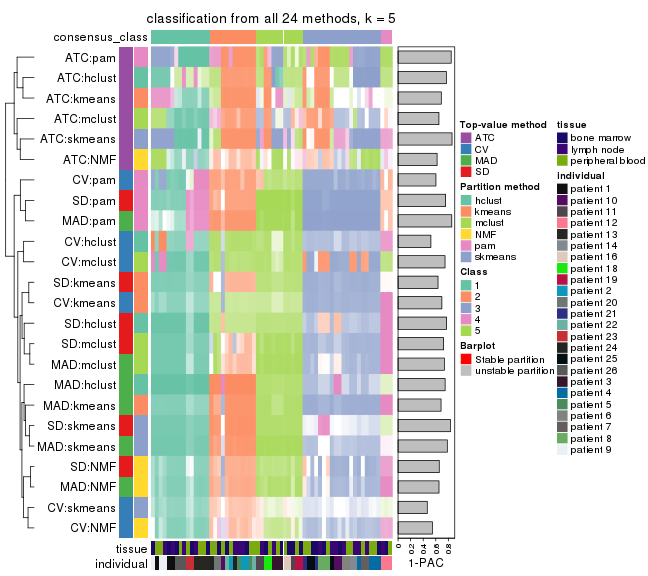 classification from all 24 methods, k = 5
consensus_class
ATC:pam
ATC:hclust
ATC:kmeans
ATC:mclust
ATC:skmeans
ATC:NMF
CV:pam
SD:pam
MAD:pam
CV:hclust
CV:mclust
SD:kmeans
CV:kmeans
SD:hclust
SD:mclust
MAD:mclust
MAD:hclust
MAD:kmeans
SD:skmeans
MAD:skmeans
SD:NMF
MAD:NMF
CV:skmeans
CV:NMF
tissue
individual
0
0.2
0.4
0.6
0.8
1-PAC
Top-value method
ATC
CV
MAD
SD
Partition method
hclust
kmeans
mclust
NMF
pam
skmeans
Class
1
2
3
4
5
Barplot
Stable partition
unstable partition
tissue
bone marrow
lymph node
peripheral blood
individual
patient 1
patient 10
patient 11
patient 12
patient 13
patient 14
patient 16
patient 18
patient 19
patient 2
patient 20
patient 21
patient 22
patient 23
patient 24
patient 25
patient 26
patient 3
patient 4
patient 5
patient 6
patient 7
patient 8
patient 9